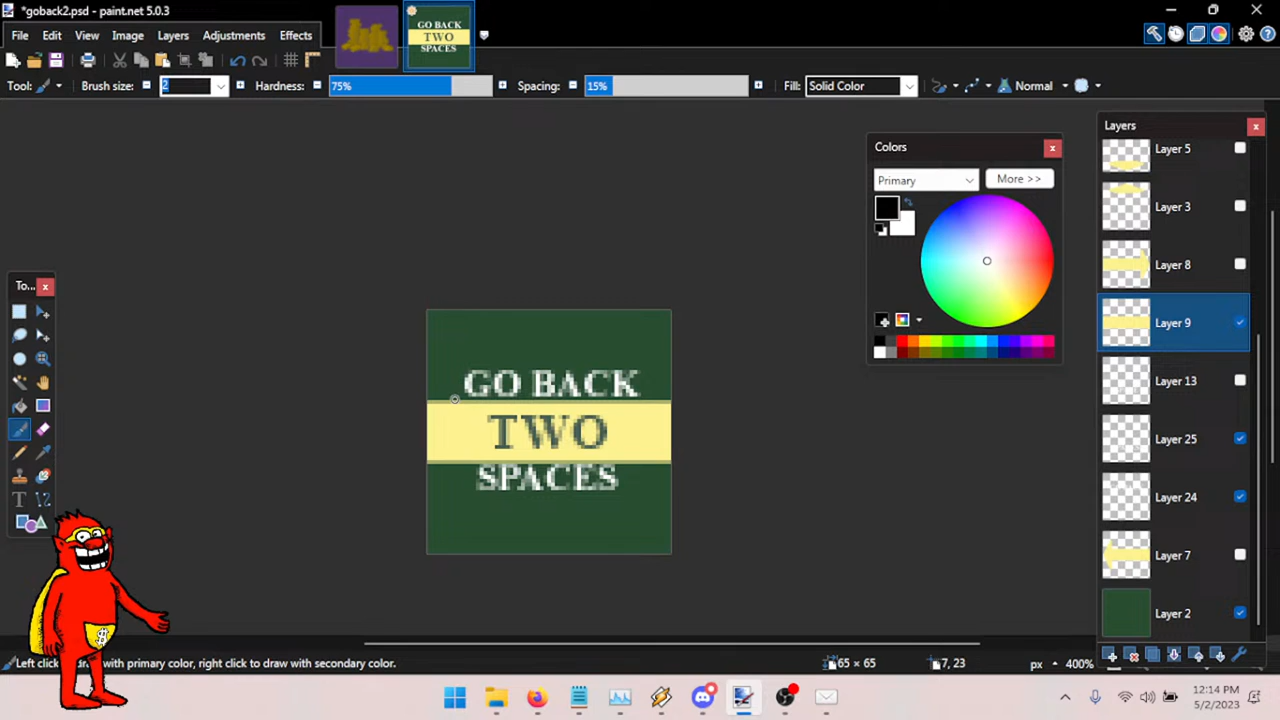 *goback2.psd - paint.net 5.0.3
File Edit View Image Layers Adjustments Effects
GO BACK
TWO
SPACES
Tool: Brush size: 2 Hardness: 75% Spacing: 15% Fill: Solid Color Normal
Layers
Colors
Primary More >>
Layer 5
Layer 3
Layer 8
Layer 9
Layer 13
Layer 25
Layer 24
Layer 7
Layer 2
To...
GO BACK
TWO
SPACES
$
with primary color, right click to draw with secondary color.
65 × 65
7, 23
px
400%
12:14 PM
5/2/2023